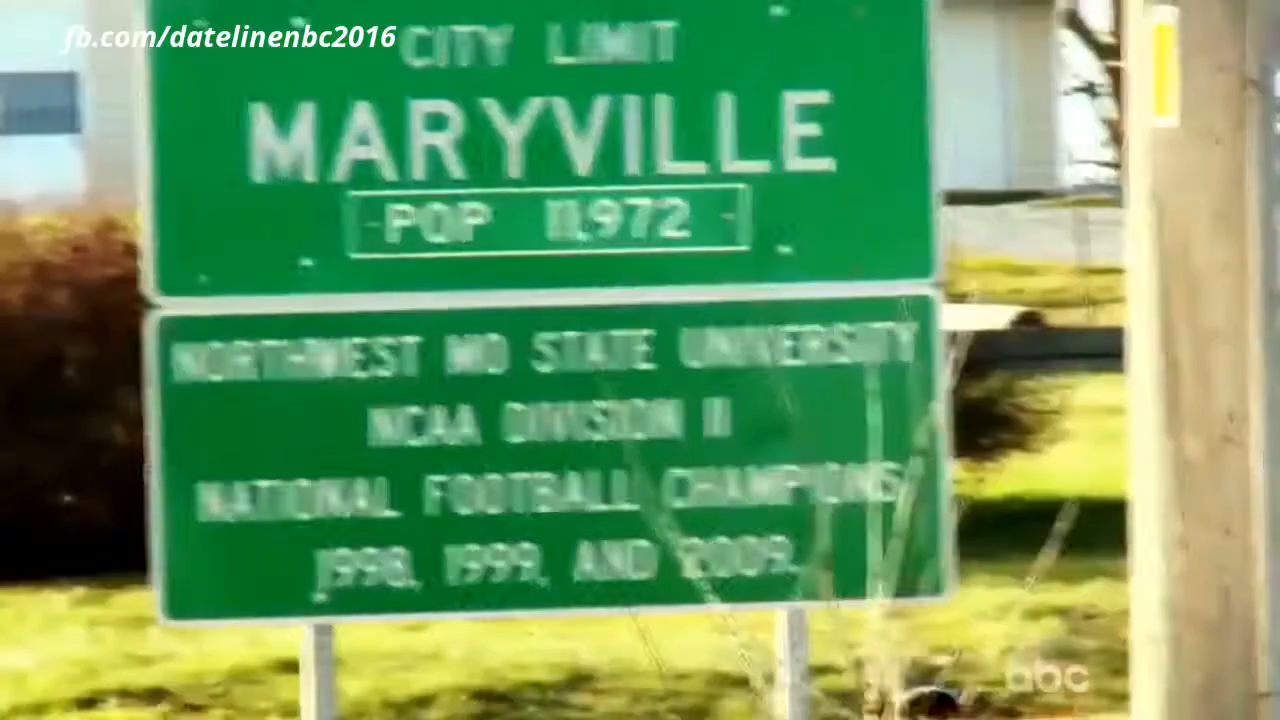 fb.com/datelinenbc2016
CITY LIMIT
MARYVILLE
POP 11,972
NORTHWEST MO STATE UNIVERSITY
NCAA DIVISION II
NATIONAL FOOTBALL CHAMPIONS
1998, 1999, AND 2009.
abc